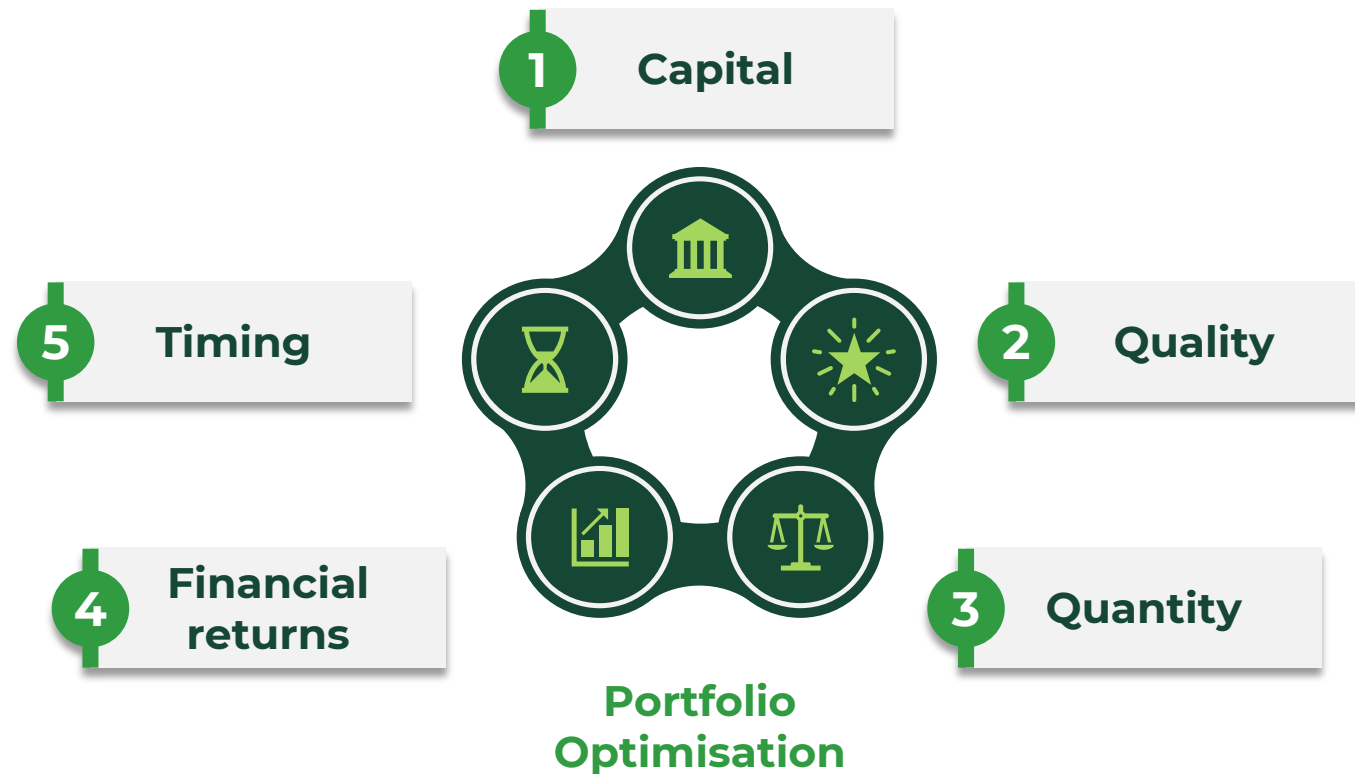 1
Capital
2
Quality
3
Quantity
4
Financial
returns
5
Timing
Portfolio
Optimisation